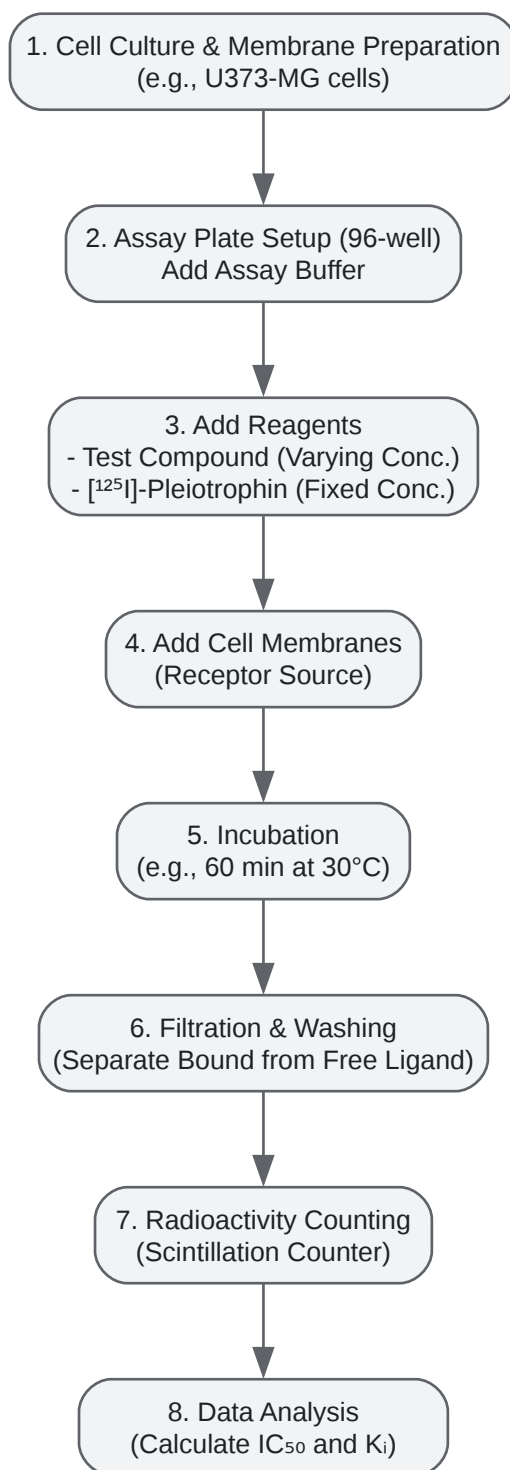 1. Cell Culture & Membrane Preparation
(e.g., U373-MG cells)
2. Assay Plate Setup (96-well)
Add Assay Buffer
3. Add Reagents
- Test Compound (Varying Conc.)
- [¹²⁵I]-Pleiotrophin (Fixed Conc.)
4. Add Cell Membranes
(Receptor Source)
5. Incubation
(e.g., 60 min at 30°C)
6. Filtration & Washing
(Separate Bound from Free Ligand)
7. Radioactivity Counting
(Scintillation Counter)
8. Data Analysis
(Calculate IC₅₀ and Kᵢ)